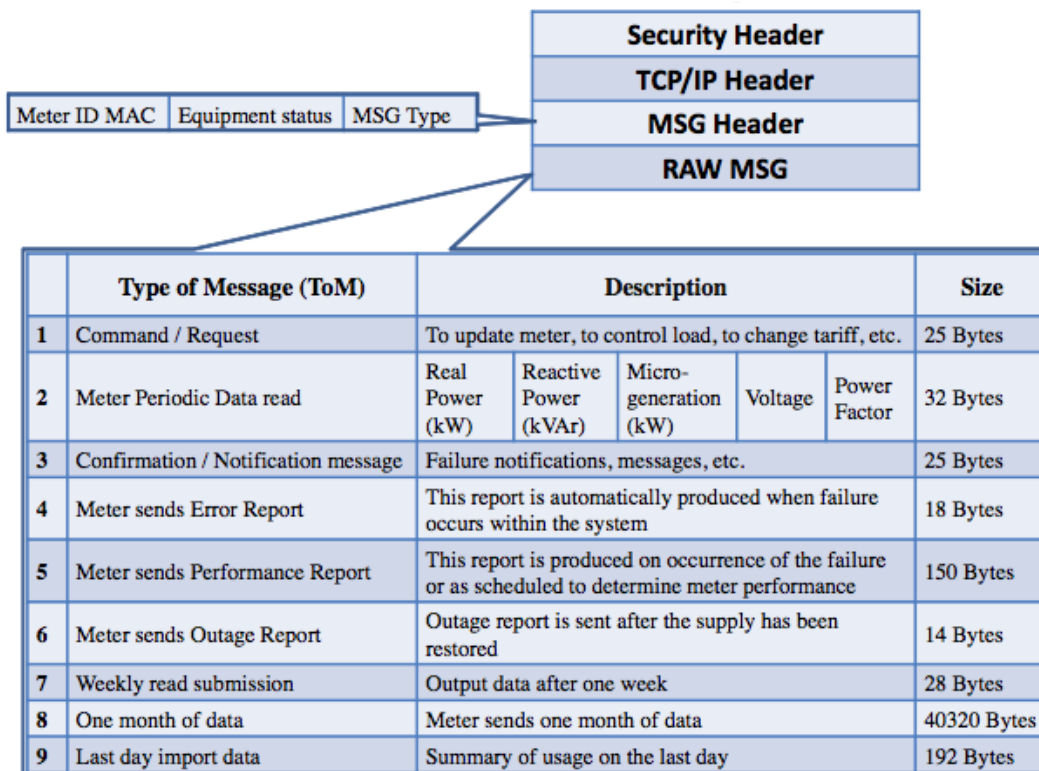 Security Header
TCP/IP Header
Meter ID MAC Equipment status MSG Type
MSG Header
RAW MSG
Type of Message (ToM) Description Size
1 Command / Request To update meter, to control load, to change tariff, etc. 25 Bytes
2 Meter Periodic Data read
Real Power (kW)
Reactive Power (kVAr)
Micro-generation (kW)
Voltage
Power Factor
32 Bytes
3 Confirmation / Notification message Failure notifications, messages, etc. 25 Bytes
4 Meter sends Error Report
This report is automatically produced when failure
occurs within the system
18 Bytes
5 Meter sends Performance Report
This report is produced on occurrence of the failure
or as scheduled to determine meter performance
150 Bytes
6 Meter sends Outage Report
Outage report is sent after the supply has been
restored
14 Bytes
7 Weekly read submission Output data after one week 28 Bytes
8 One month of data Meter sends one month of data 40320 Bytes
9 Last day import data Summary of usage on the last day 192 Bytes